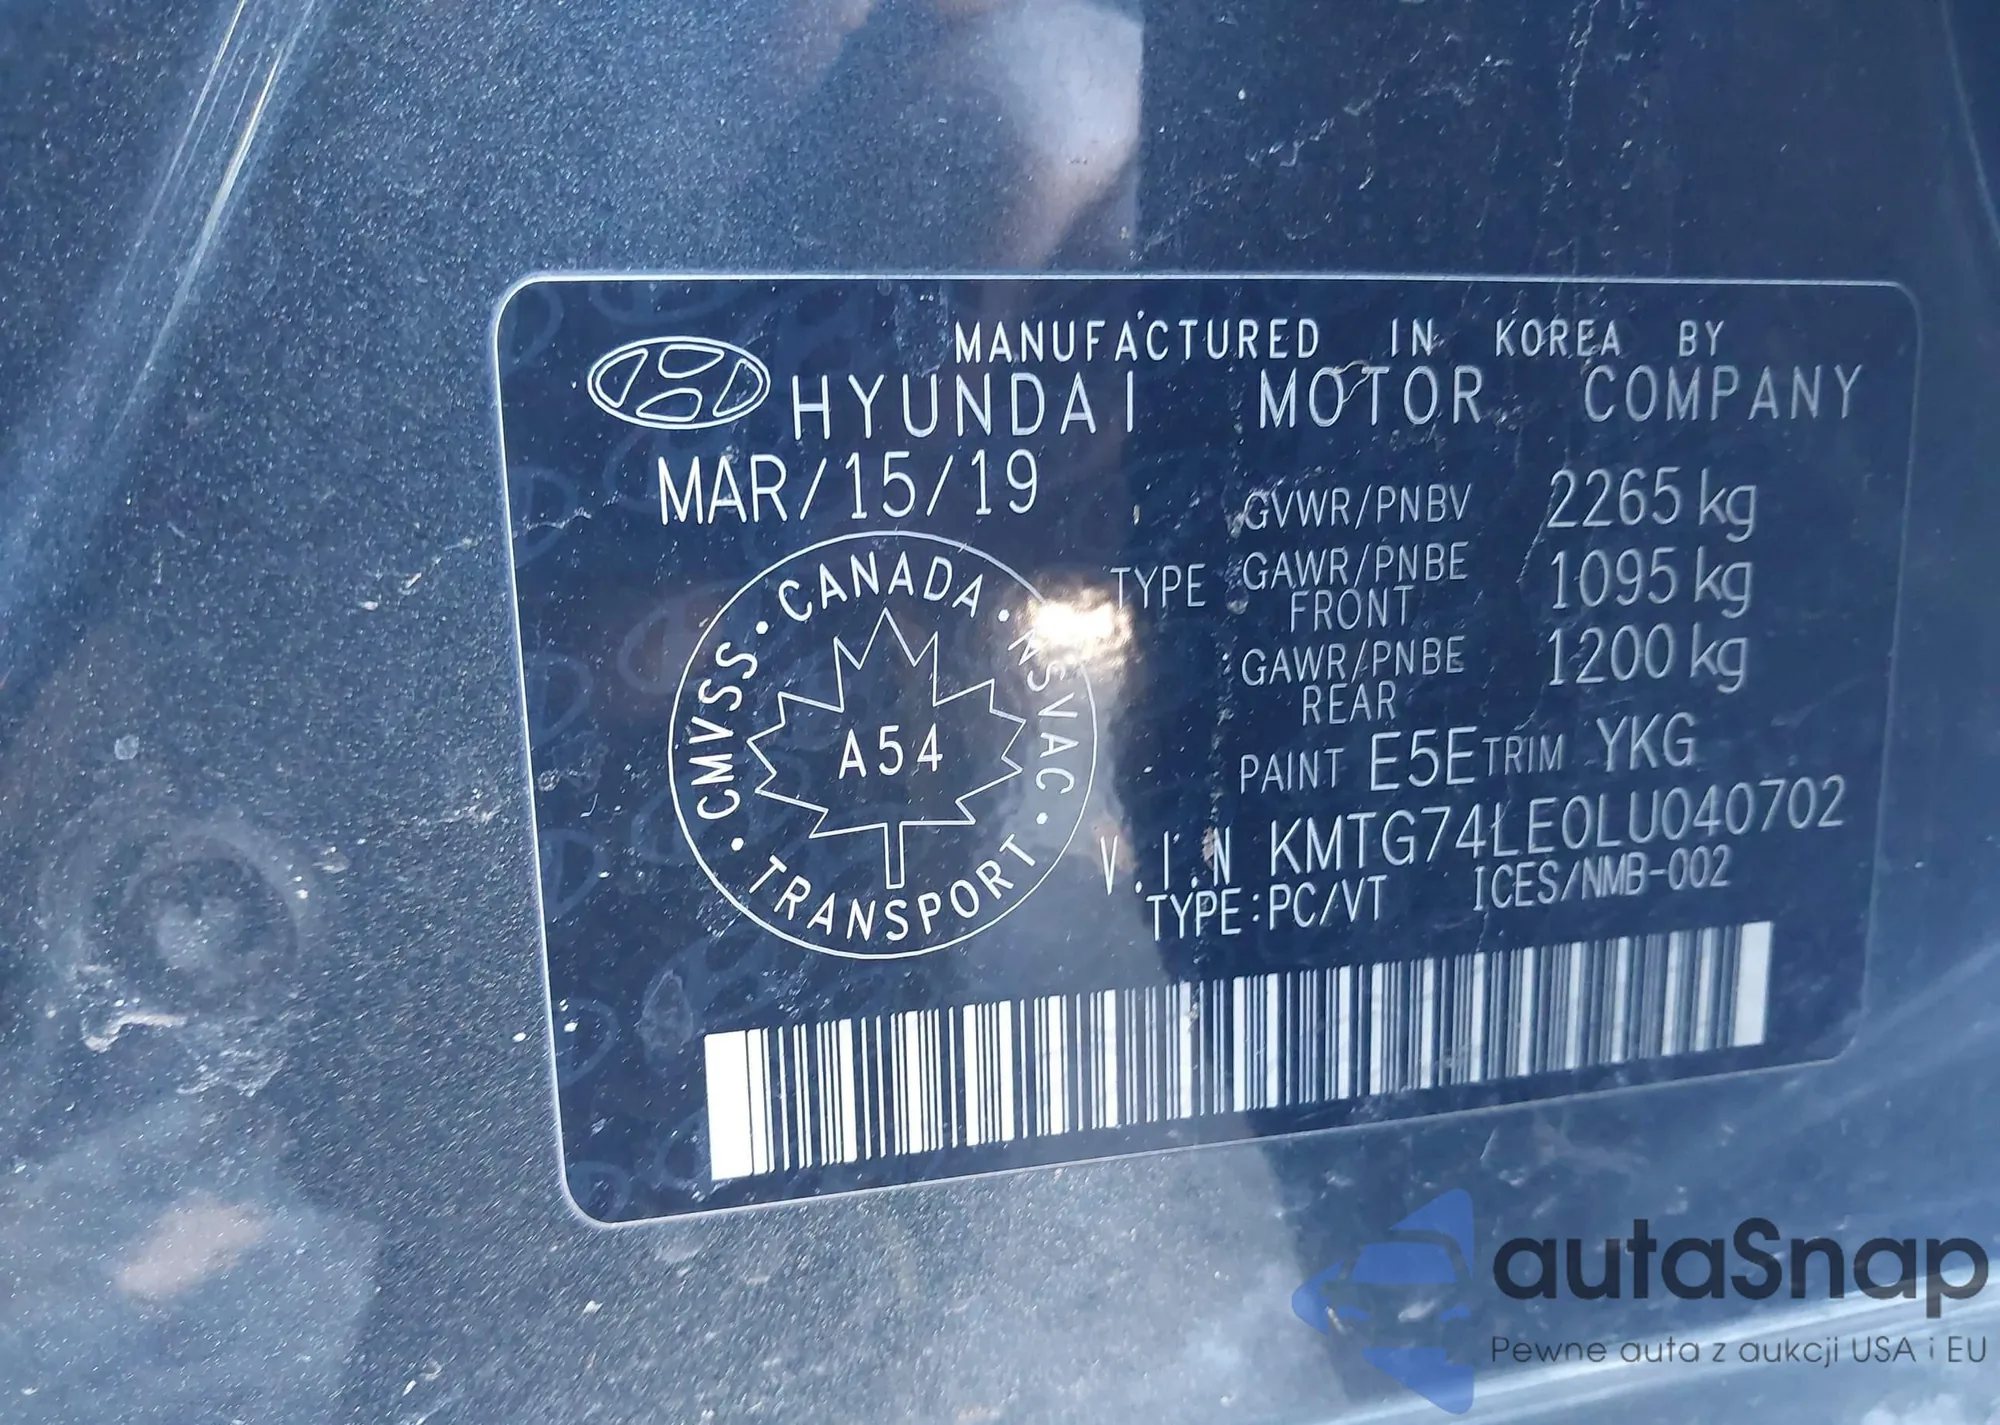 MANUFACTURED IN KOREA BY
HYUNDAI MOTOR COMPANY
MAR/15/19
GVWR/PNBV 2265 kg
TYPE GAWR/PNBE FRONT 1095 kg
GAWR/PNBE REAR 1200 kg
CMVSS · CANADA · NSVAC · TRANSPORT ·
A54
PAINT E5E TRIM YKG
V.I.N KMTG74LE0LU040702
TYPE:PC/VT ICES/NMB-002
autaSnap
Pewne auta z aukcji USA i EU